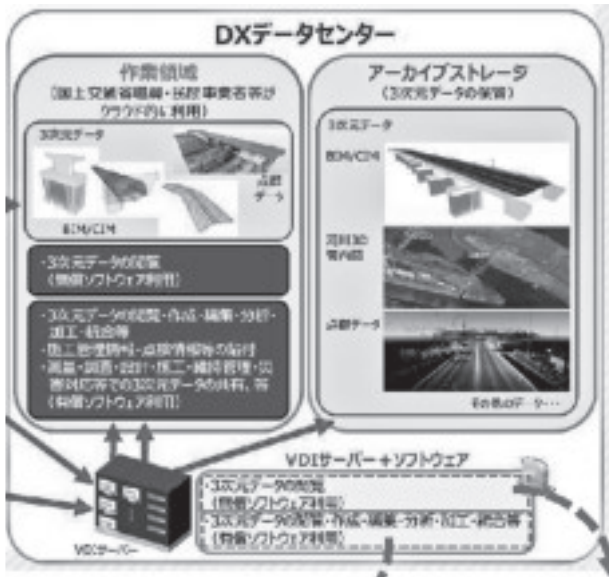 DXデータセンター
作業領域
(国土交通省職員・民間事業者等が
クラウド的に利用)
3次元データ
点群
データ
BIM/CIM
・3次元データの閲覧
(無償ソフトウェア利用)
・3次元データの閲覧・作成・編集・分析・
加工・統合等
・施工管理情報・点検情報等の貼付
・測量・調査・設計・施工・維持管理・災
害対応等での3次元データの共有、等
(有償ソフトウェア利用)
アーカイブストレージ
(3次元データの保管)
3次元データ
BIM/CIM
河川3D
管内図
点群データ
その他のデータ・・・
VDIサーバー
VDIサーバー+ソフトウェア
・3次元データの閲覧
(無償ソフトウェア利用)
・3次元データの閲覧・作成・編集・分析・加工・統合等
(有償ソフトウェア利用)